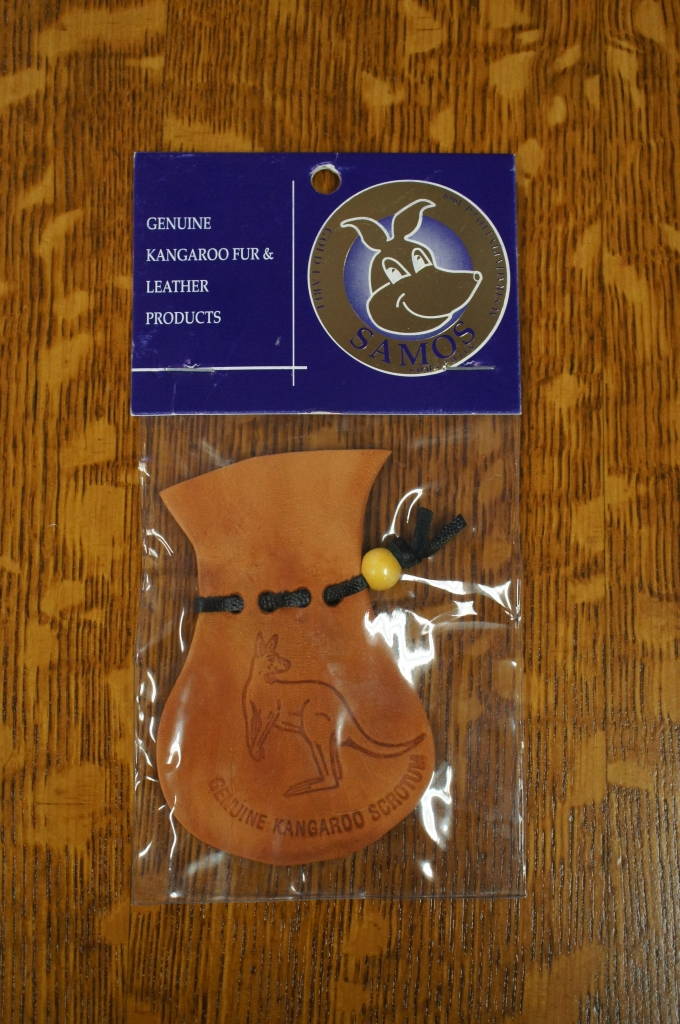 GENUINE
KANGAROO FUR &
LEATHER
PRODUCTS
SAMOS
GENUINE KANGAROO SCROTUM